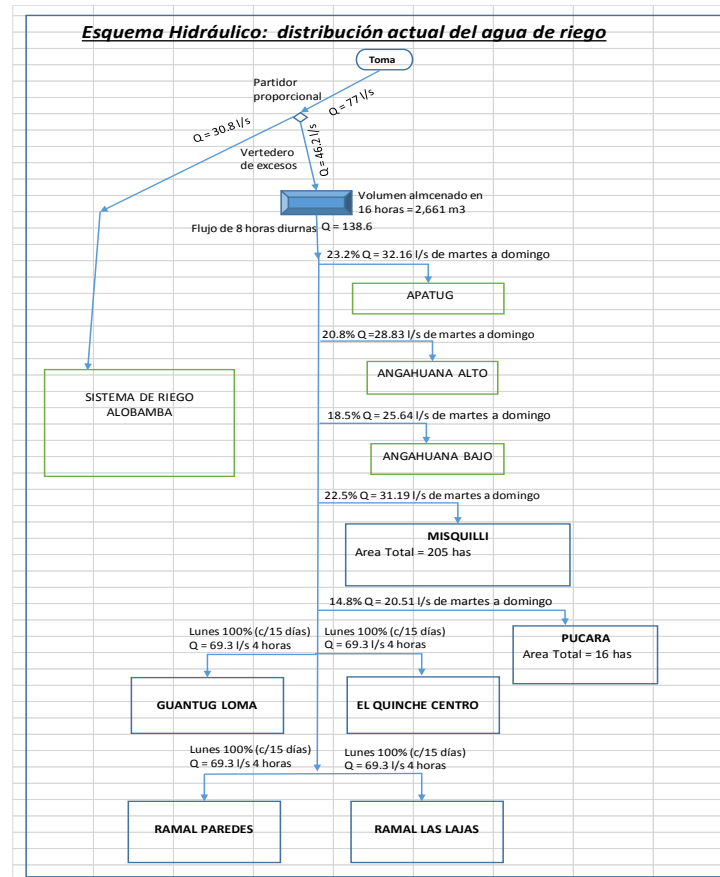 Esquema Hidráulico: distribución actual del agua de riego
Toma
Partidor
proporcional
Q = 77 l/s
Q = 30.8 l/s
Q = 46.2 l/s
Vertedero
de excesos
Volumen almcenado en
16 horas = 2,661 m3
Flujo de 8 horas diurnas Q = 138.6
23.2% Q = 32.16 l/s de martes a domingo
APATUG
20.8% Q =28.83 l/s de martes a domingo
ANGAHUANA ALTO
SISTEMA DE RIEGO
ALOBAMBA
18.5% Q = 25.64 l/s de martes a domingo
ANGAHUANA BAJO
22.5% Q = 31.19 l/s de martes a domingo
MISQUILLI
Area Total = 205 has
14.8% Q = 20.51 l/s de martes a domingo
PUCARA
Area Total = 16 has
Lunes 100% (c/15 días)
Q = 69.3 l/s 4 horas
Lunes 100% (c/15 días)
Q = 69.3 l/s 4 horas
GUANTUG LOMA
EL QUINCHE CENTRO
Lunes 100% (c/15 días)
Q = 69.3 l/s 4 horas
Lunes 100% (c/15 días)
Q = 69.3 l/s 4 horas
RAMAL PAREDES
RAMAL LAS LAJAS